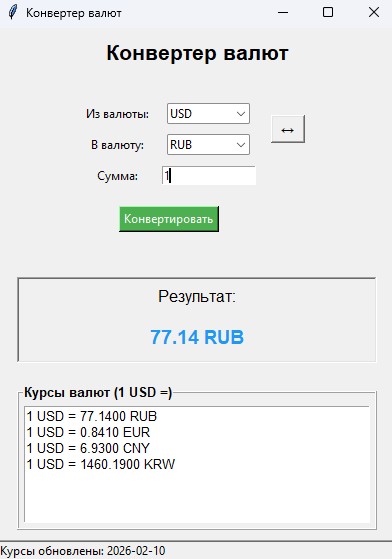 Конвертер валют
Конвертер валют
Из валюты: USD
↔
В валюту: RUB
Сумма: 1
Конвертировать
Результат:
77.14 RUB
Курсы валют (1 USD =)
1 USD = 77.1400 RUB
1 USD = 0.8410 EUR
1 USD = 6.9300 CNY
1 USD = 1460.1900 KRW
Курсы обновлены: 2026-02-10